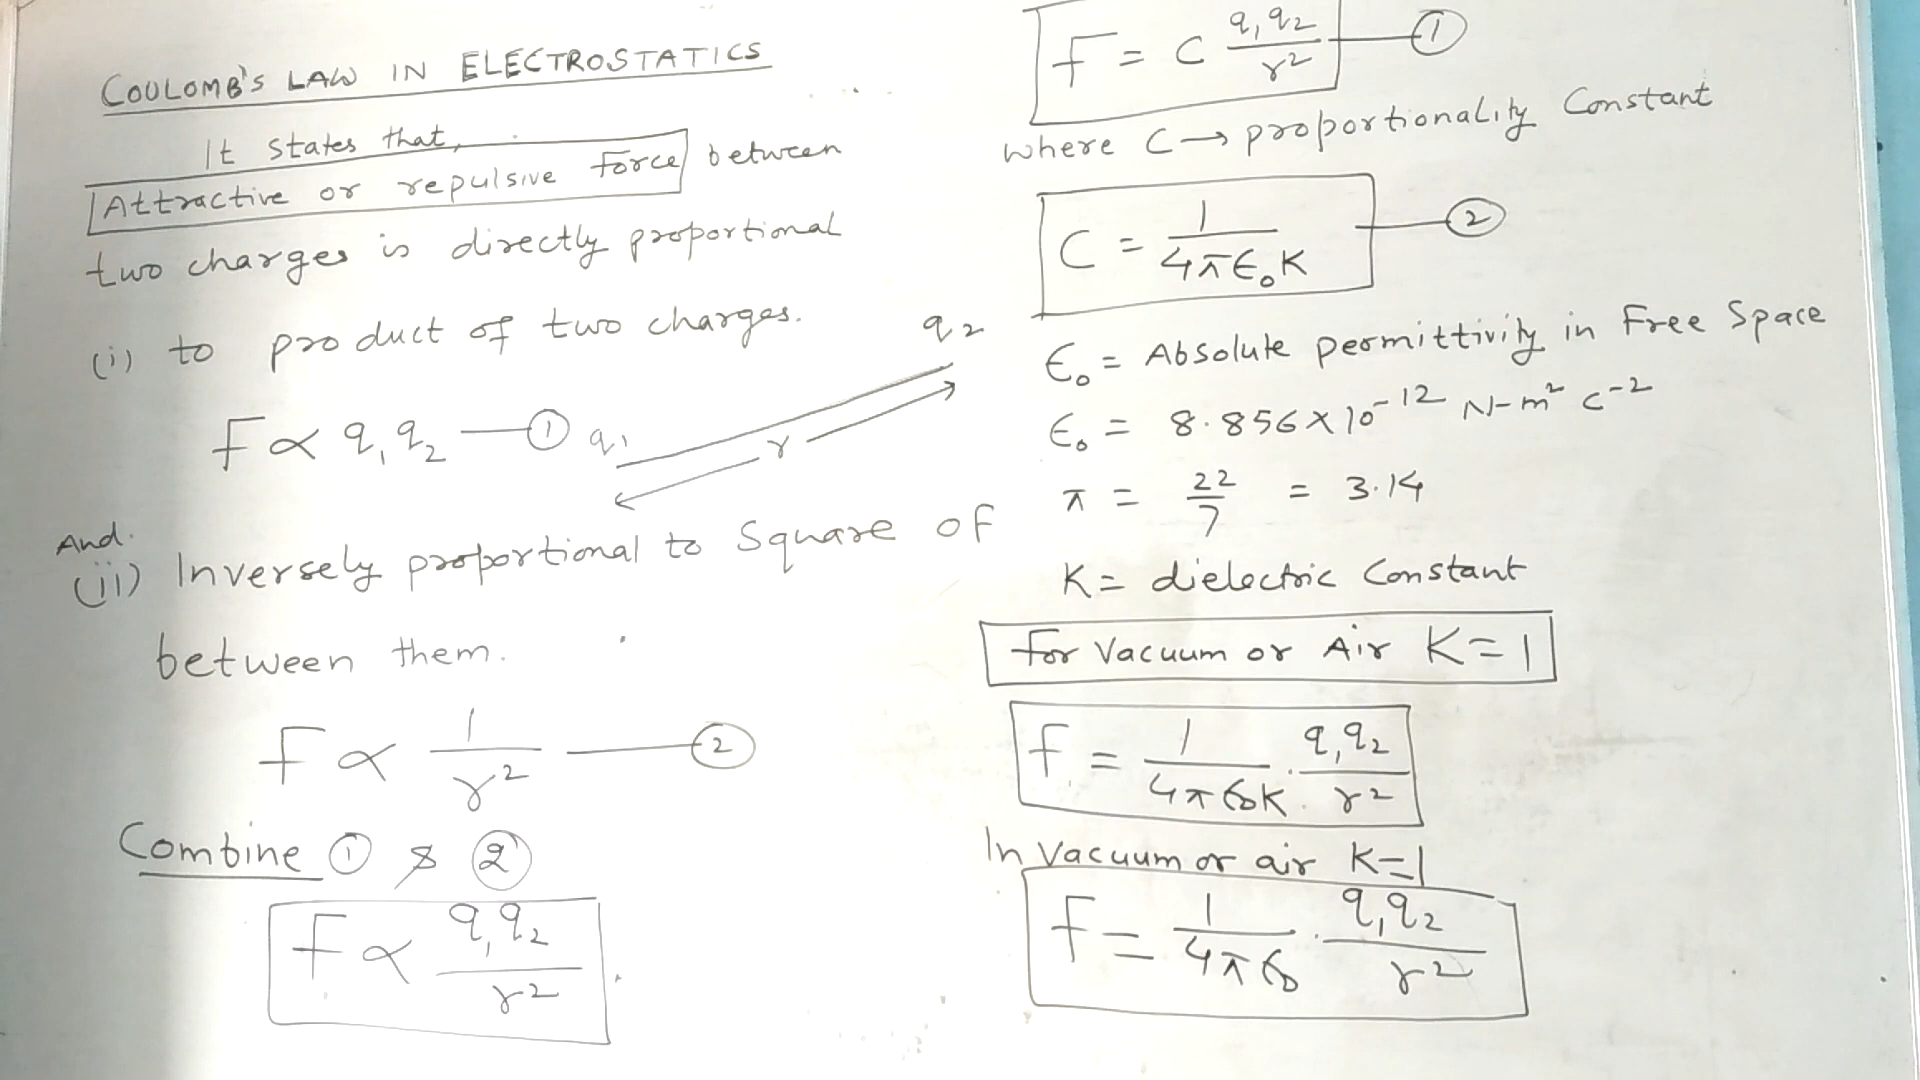 COULOMB'S LAW IN ELECTROSTATICS
It states that,
Attractive or repulsive force between
two charges is directly proportional
(i) to product of two charges.
F ∝ q₁q₂ — ①
q₁ r q₂
And.
(ii) Inversely proportional to Square of
between them.
F ∝ 1/r² — ②
Combine ① & ②
F ∝ q₁q₂/r²
F = C q₁q₂/r² — ①
where C → proportionality Constant
C = 1/4πϵ₀K — ②
ϵ₀ = Absolute permittivity in Free Space
ϵ₀ = 8.856 × 10⁻¹² N-m² C⁻²
π = 22/7 = 3.14
K = dielectric Constant
For Vacuum or Air K = 1
F = 1/4πϵ₀K . q₁q₂/r²
In Vacuum or air K=1
F = 1/4πϵ₀ . q₁q₂/r²